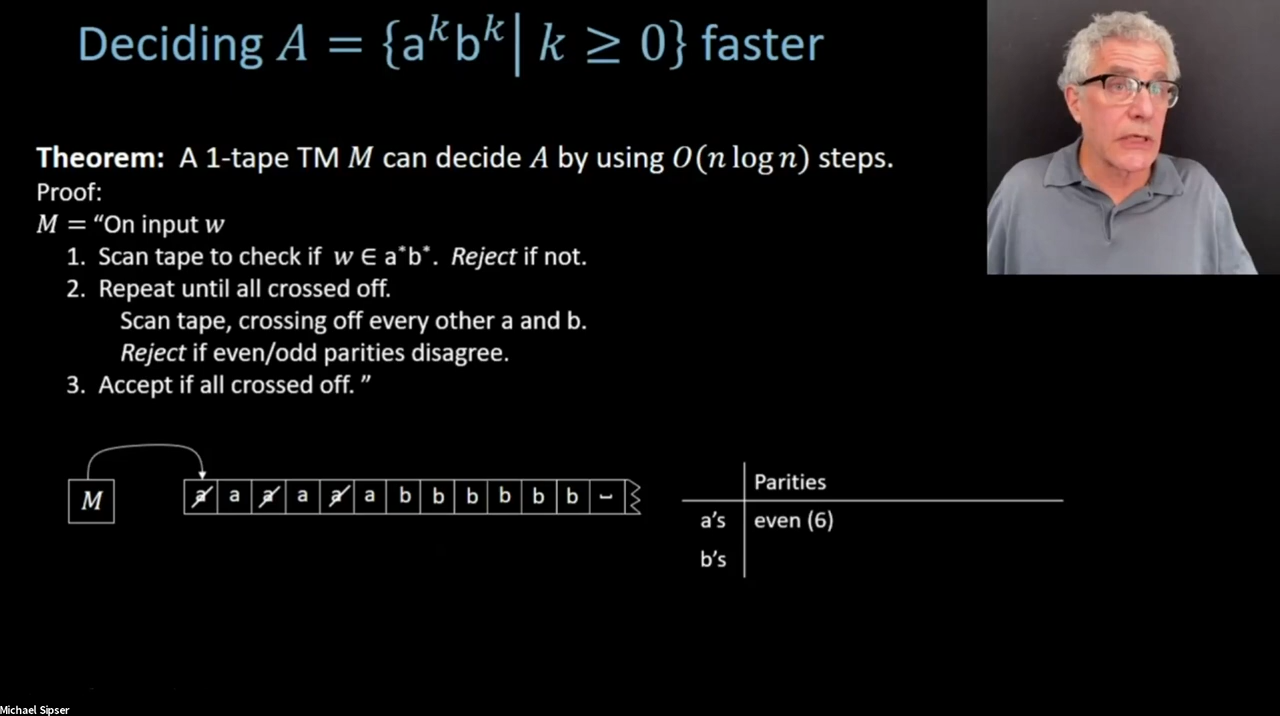 Deciding A = {aᵏbᵏ| k ≥ 0} faster
Theorem: A 1-tape TM M can decide A by using O(n log n) steps.
Proof:
M = “On input w
1. Scan tape to check if w ∈ a*b*. Reject if not.
2. Repeat until all crossed off.
Scan tape, crossing off every other a and b.
Reject if even/odd parities disagree.
3. Accept if all crossed off. ”
M
a a a a a a b b b b b b ⌴
Parities
a’s even (6)
b’s
Michael Sipser